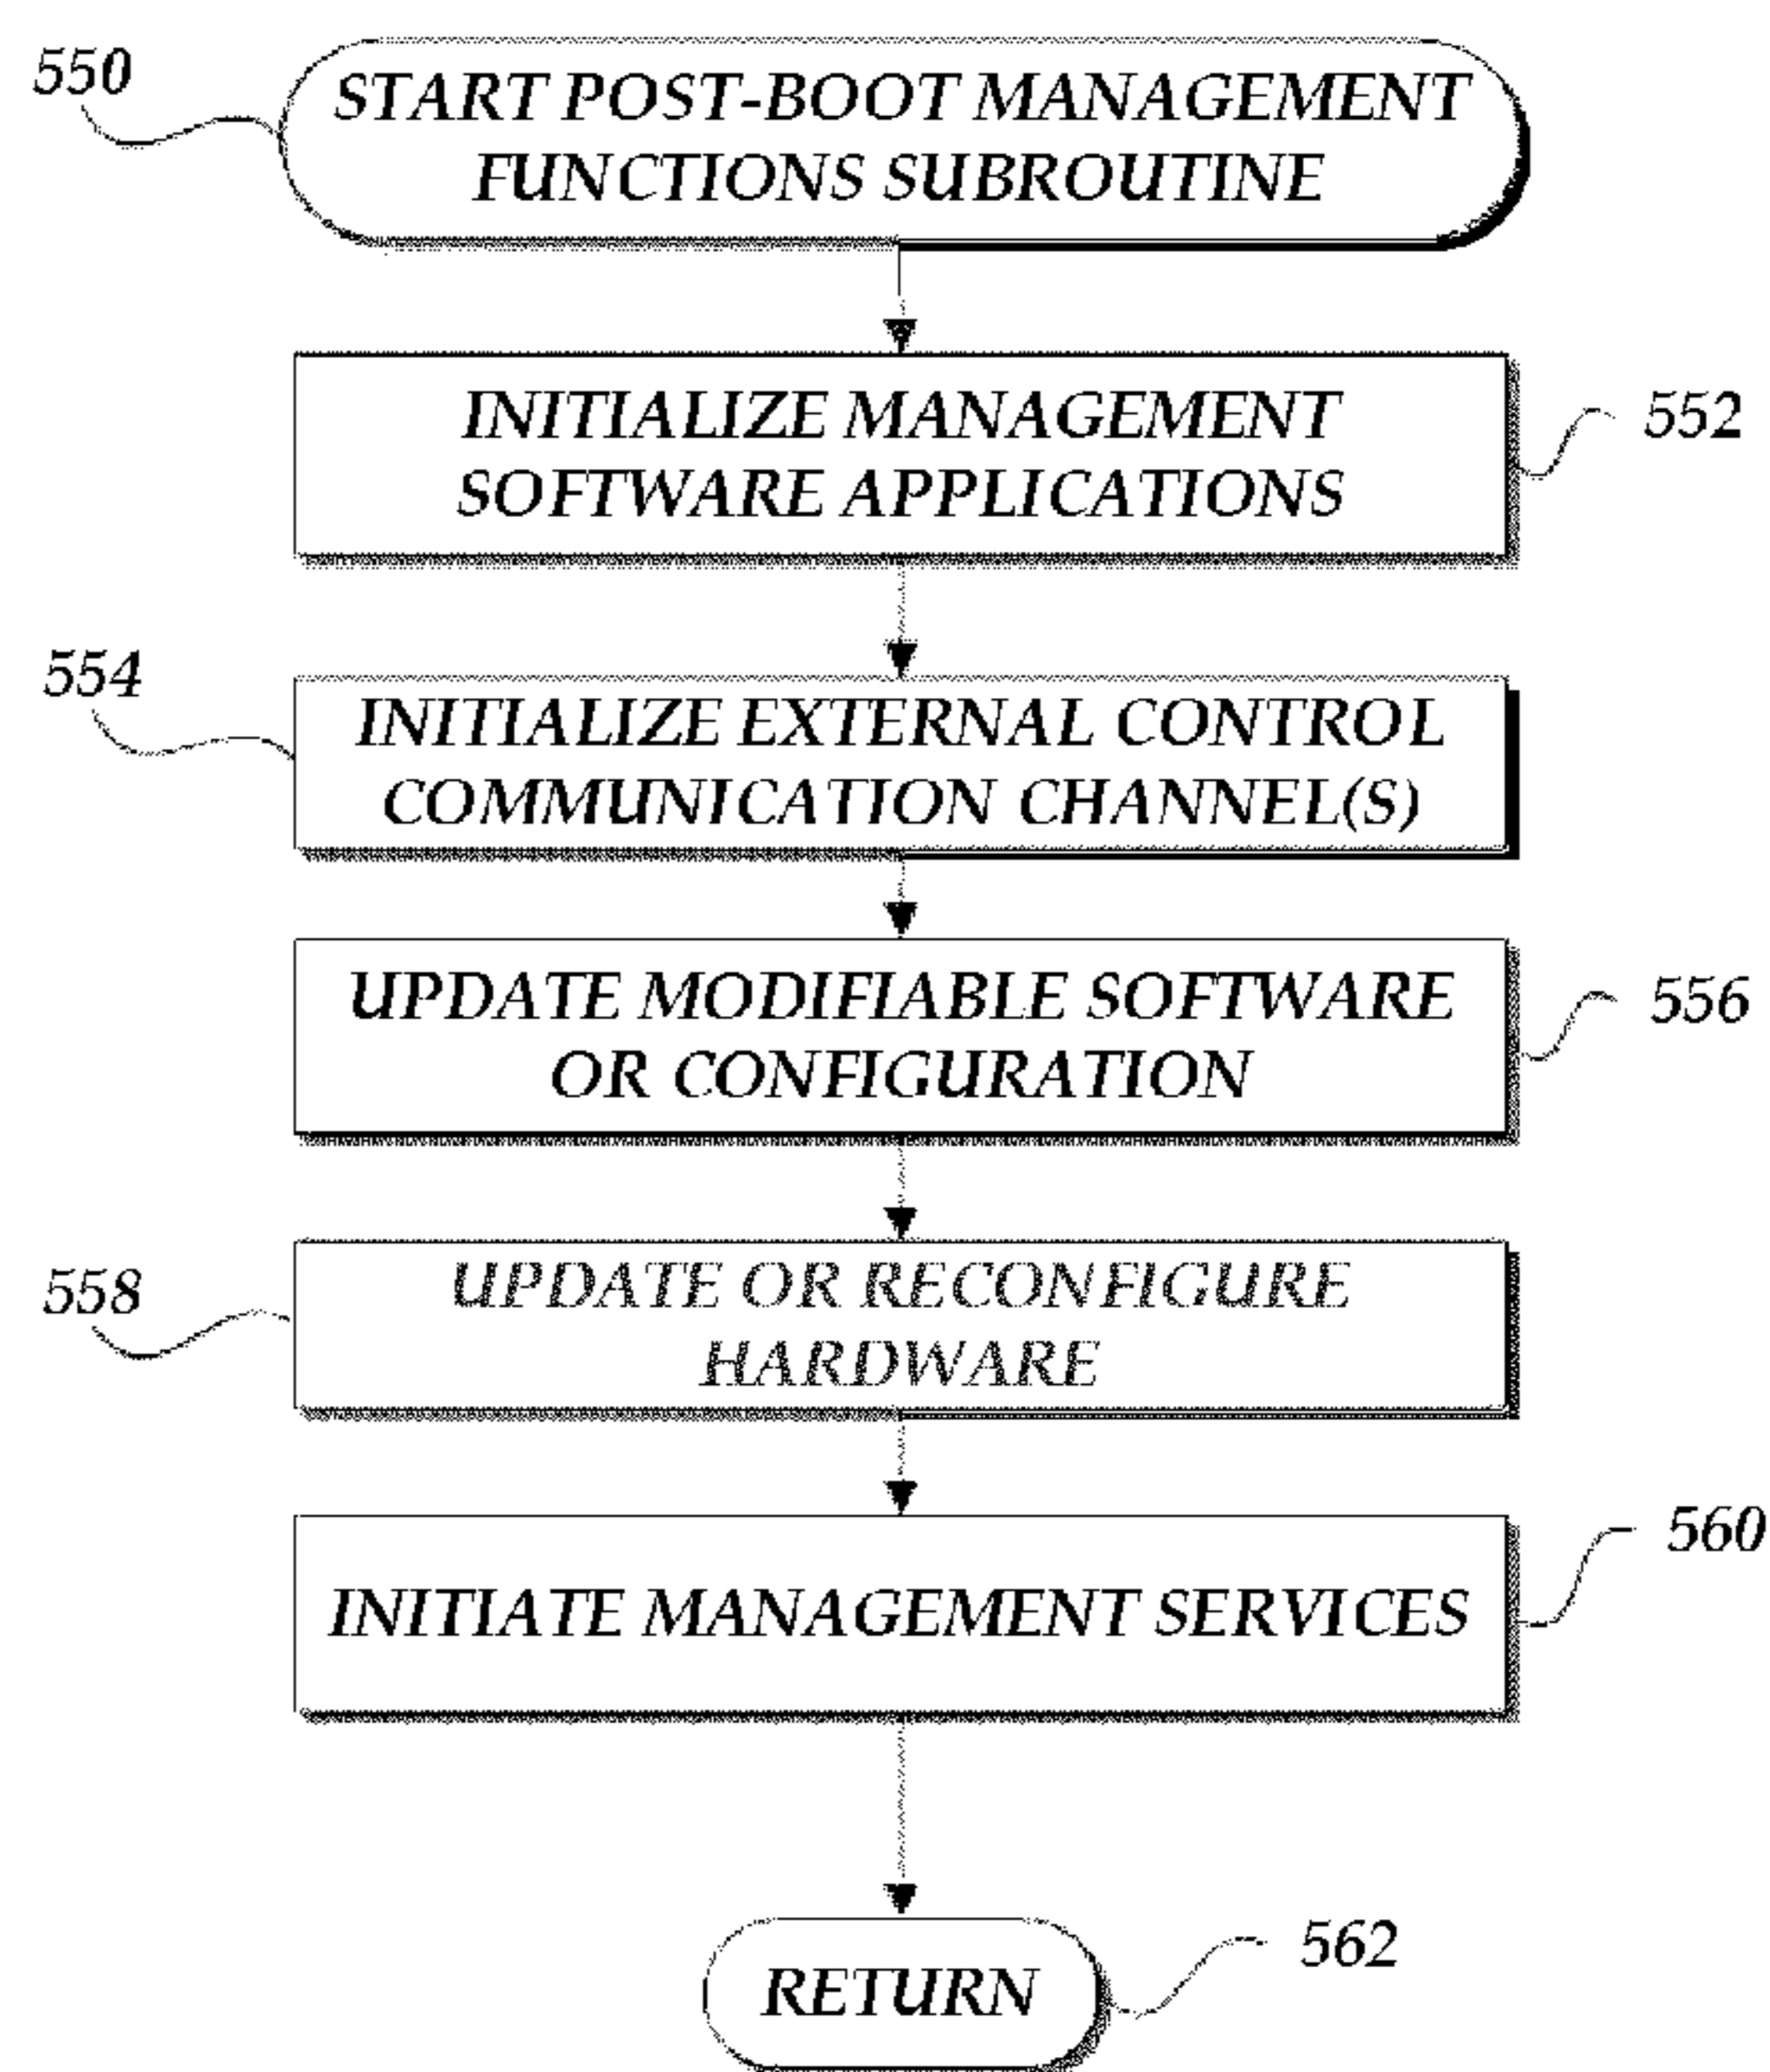 550
START POST-BOOT MANAGEMENT
FUNCTIONS SUBROUTINE
INITIALIZE MANAGEMENT
SOFTWARE APPLICATIONS
552
554
INITIALIZE EXTERNAL CONTROL
COMMUNICATION CHANNEL(S)
UPDATE MODIFIABLE SOFTWARE
OR CONFIGURATION
556
558
UPDATE OR RECONFIGURE
HARDWARE
INITIATE MANAGEMENT SERVICES
560
RETURN
562